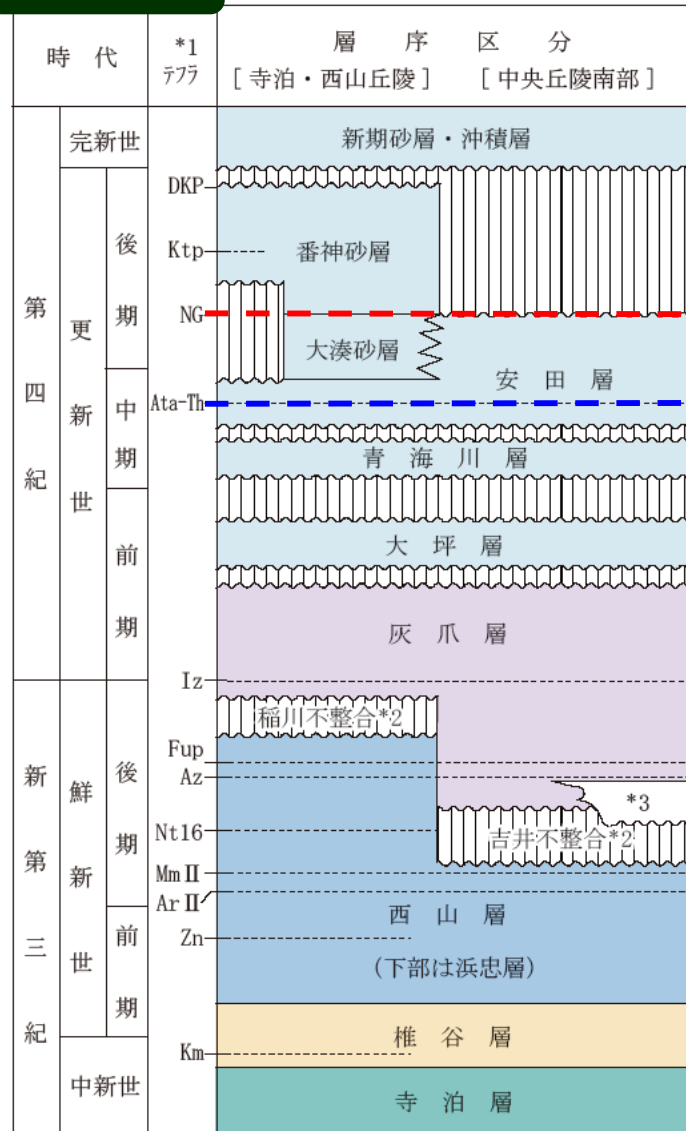 時 代
*1
テフラ
層 序 区 分
[ 寺泊・西山丘陵 ] [ 中央丘陵南部 ]
第四紀
完新世
更新世
後期
中期
前期
新第三紀
鮮新世
後期
前期
中新世
DKP
Ktp
NG
Ata-Th
Iz
Fup
Az
Nt16
MmⅡ
ArⅡ
Zn
Km
新期砂層・沖積層
番神砂層
大湊砂層
安 田 層
青 海 川 層
大 坪 層
灰 爪 層
稲川不整合*2
*3
吉井不整合*2
西 山 層
(下部は浜忠層)
椎 谷 層
寺 泊 層